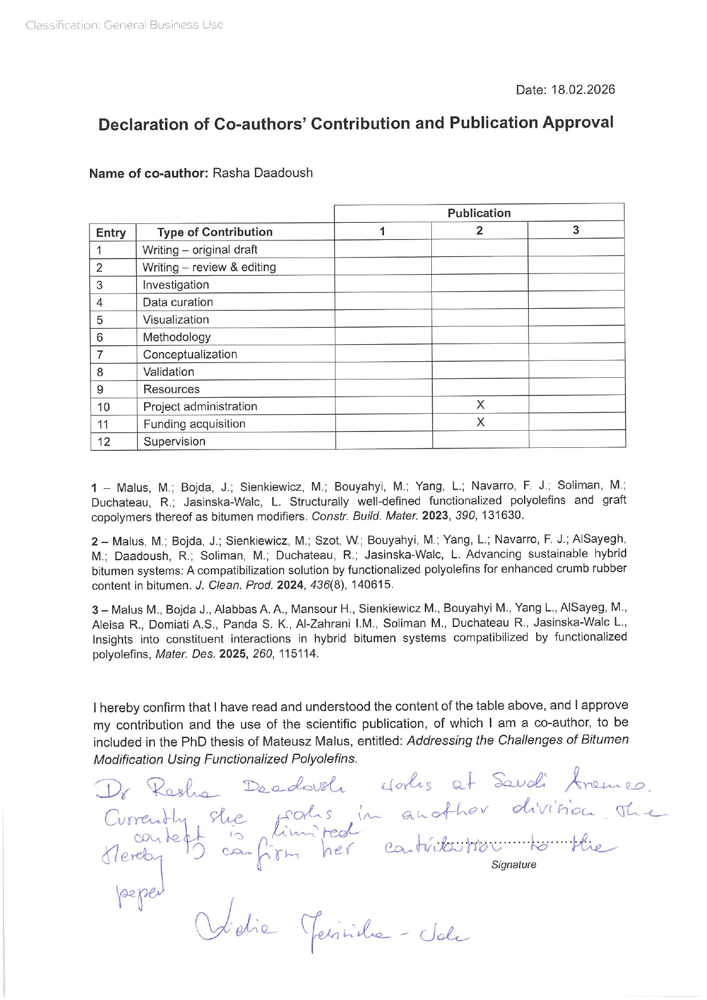 Classification: General Business Use
Date: 18.02.2026
Declaration of Co-authors' Contribution and Publication Approval
Name of co-author: Rasha Daadoush
Publication
Entry Type of Contribution 1 2 3
1 Writing – original draft
2 Writing – review & editing
3 Investigation
4 Data curation
5 Visualization
6 Methodology
7 Conceptualization
8 Validation
9 Resources
10 Project administration X
11 Funding acquisition X
12 Supervision
1 – Malus, M.; Bojda, J.; Sienkiewicz, M.; Bouyahyi, M.; Yang, L.; Navarro, F. J.; Soliman, M.;
Duchateau, R.; Jasinska-Walc, L. Structurally well-defined functionalized polyolefins and graft
copolymers thereof as bitumen modifiers. Constr. Build. Mater. 2023, 390, 131630.
2 – Malus, M.; Bojda, J.; Sienkiewicz, M.; Szot, W.; Bouyahyi, M.; Yang, L.; Navarro, F. J.; AlSayegh,
M.; Daadoush, R.; Soliman, M.; Duchateau, R.; Jasinska-Walc, L. Advancing sustainable hybrid
bitumen systems: A compatibilization solution by functionalized polyolefins for enhanced crumb rubber
content in bitumen. J. Clean. Prod. 2024, 436(8), 140615.
3 – Malus M., Bojda J., Alabbas A. A., Mansour H., Sienkiewicz M., Bouyahyi M., Yang L., AlSayeg, M.,
Aleisa R., Domiati A.S., Panda S. K., Al-Zahrani I.M., Soliman M., Duchateau R., Jasinska-Walc L.,
Insights into constituent interactions in hybrid bitumen systems compatibilized by functionalized
polyolefins, Mater. Des. 2025, 260, 115114.
I hereby confirm that I have read and understood the content of the table above, and I approve
my contribution and the use of the scientific publication, of which I am a co-author, to be
included in the PhD thesis of Mateusz Malus, entitled: Addressing the Challenges of Bitumen
Modification Using Functionalized Polyolefins.
Dr Rasha Daadoush works at Saudi Aramco.
Currently she works in another division. The
contact is limited
Hereby I confirm her contribution to the
Signature
paper
Lidia Jasinska-Walc